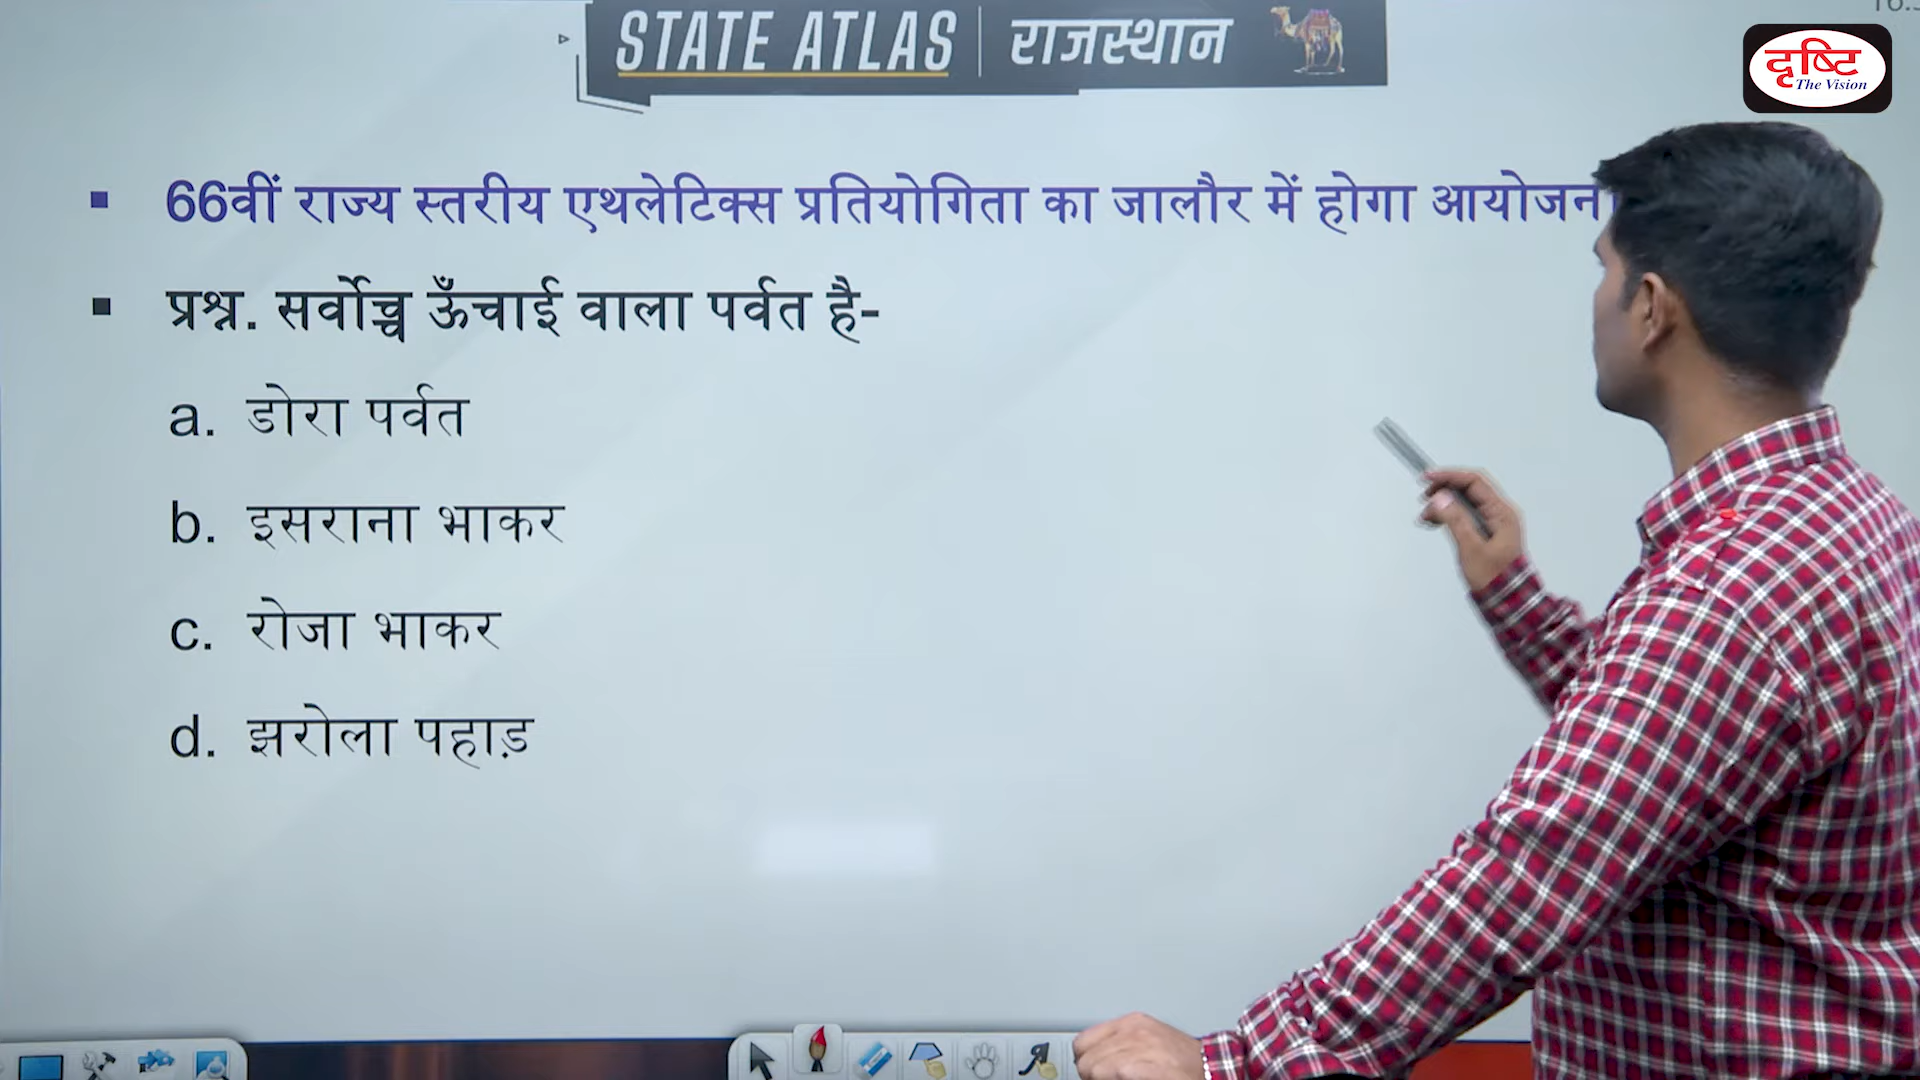 STATE ATLAS | राजस्थान
दृष्टि
The Vision
▪ 66वीं राज्य स्तरीय एथलेटिक्स प्रतियोगिता का जालौर में होगा आयोजन
▪ प्रश्न. सर्वोच्च ऊँचाई वाला पर्वत है-
a. डोरा पर्वत
b. इसराना भाकर
c. रोजा भाकर
d. झरोला पहाड़